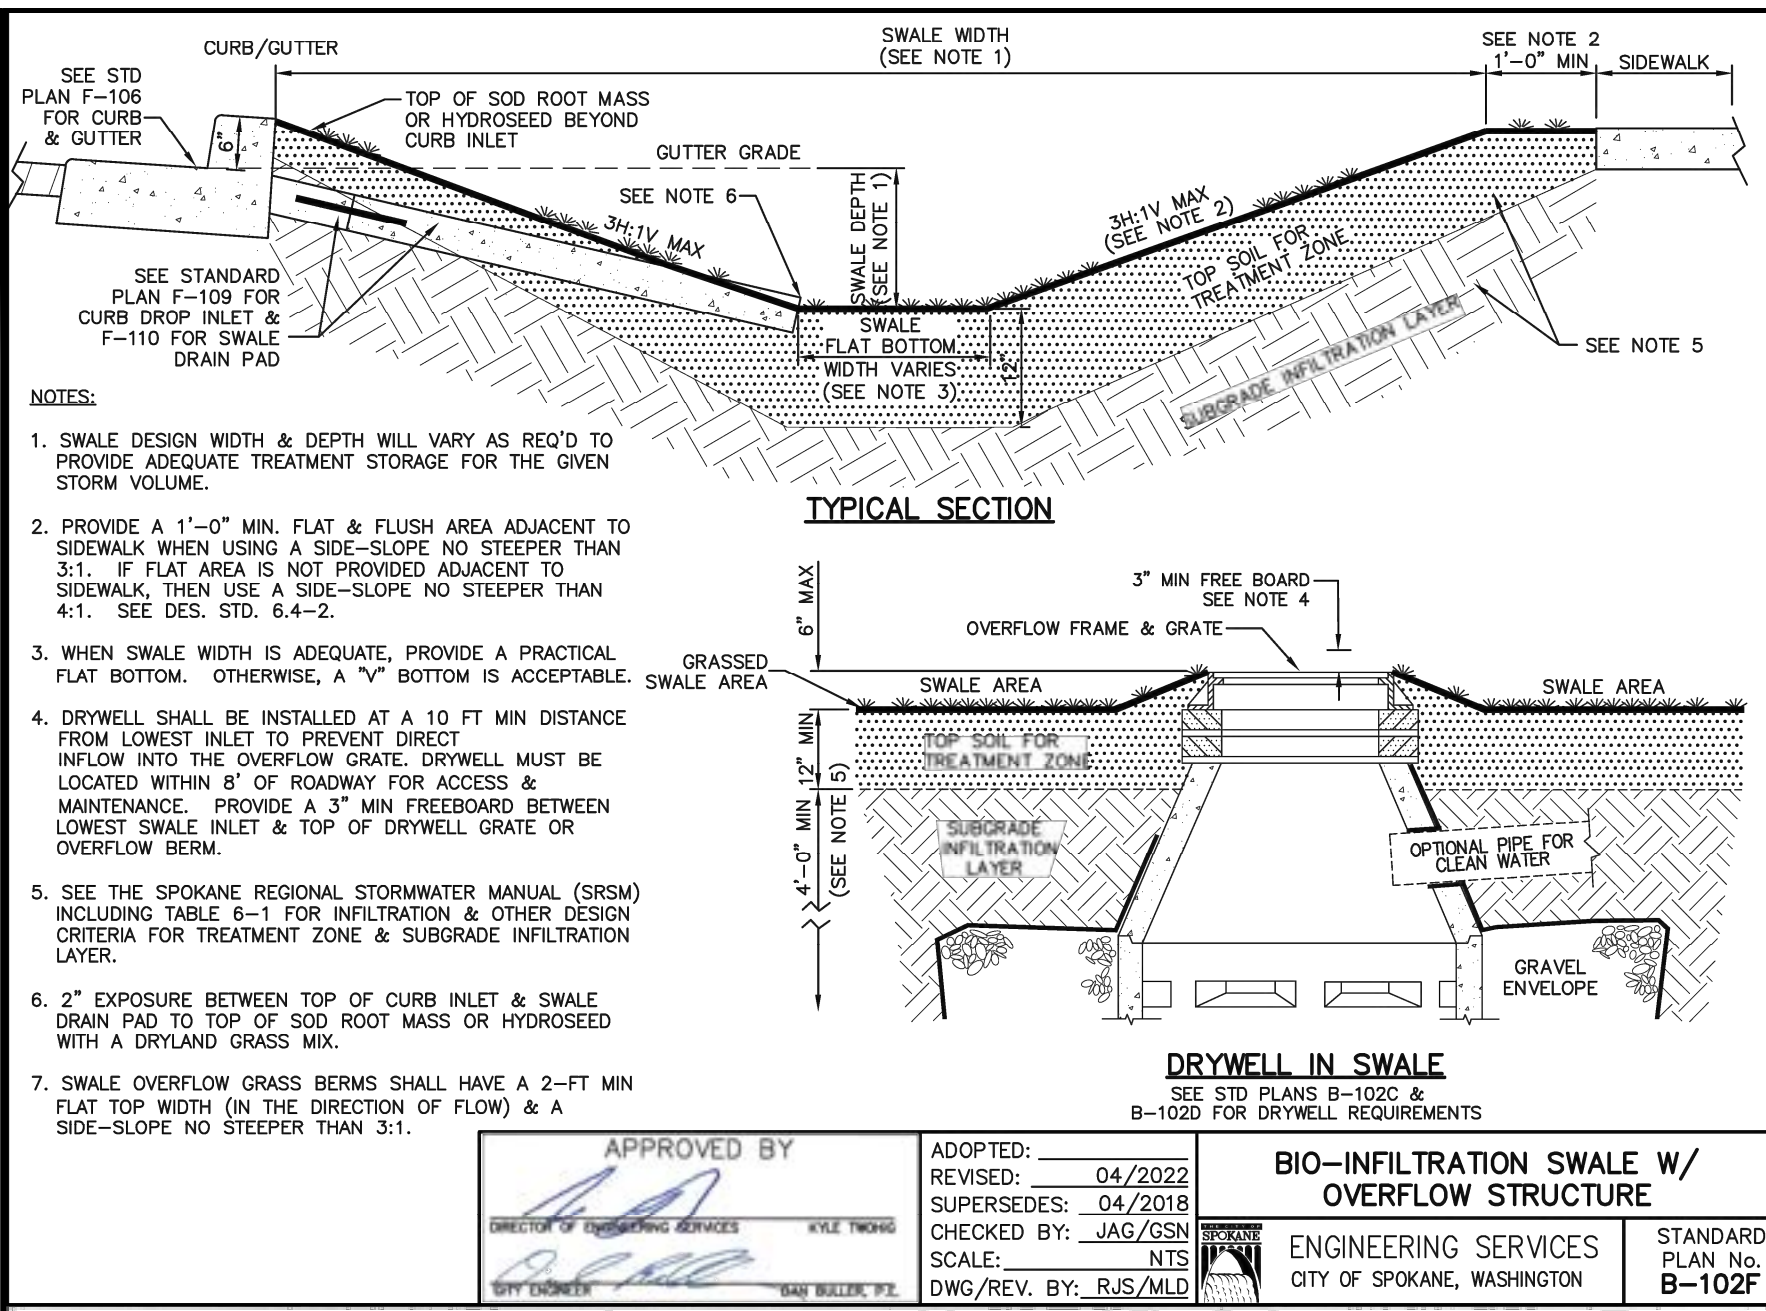 CURB/GUTTER
SWALE WIDTH
(SEE NOTE 1)
SEE NOTE 2
1'-0" MIN
SIDEWALK
SEE STD
PLAN F-106
FOR CURB
& GUTTER
6"
TOP OF SOD ROOT MASS
OR HYDROSEED BEYOND
CURB INLET
GUTTER GRADE
SEE NOTE 6
3H:1V MAX
SWALE DEPTH
(SEE NOTE 1)
3H:1V MAX
(SEE NOTE 2)
TOP SOIL FOR
TREATMENT ZONE
SUBGRADE INFILTRATION LAYER
SEE NOTE 5
SEE STANDARD
PLAN F-109 FOR
CURB DROP INLET &
F-110 FOR SWALE
DRAIN PAD
SWALE
FLAT BOTTOM
WIDTH VARIES
(SEE NOTE 3)
12"
TYPICAL SECTION
NOTES:
1. SWALE DESIGN WIDTH & DEPTH WILL VARY AS REQ'D TO
PROVIDE ADEQUATE TREATMENT STORAGE FOR THE GIVEN
STORM VOLUME.
2. PROVIDE A 1'-0" MIN. FLAT & FLUSH AREA ADJACENT TO
SIDEWALK WHEN USING A SIDE-SLOPE NO STEEPER THAN
3:1. IF FLAT AREA IS NOT PROVIDED ADJACENT TO
SIDEWALK, THEN USE A SIDE-SLOPE NO STEEPER THAN
4:1. SEE DES. STD. 6.4-2.
3. WHEN SWALE WIDTH IS ADEQUATE, PROVIDE A PRACTICAL
FLAT BOTTOM. OTHERWISE, A "V" BOTTOM IS ACCEPTABLE.
4. DRYWELL SHALL BE INSTALLED AT A 10 FT MIN DISTANCE
FROM LOWEST INLET TO PREVENT DIRECT
INFLOW INTO THE OVERFLOW GRATE. DRYWELL MUST BE
LOCATED WITHIN 8' OF ROADWAY FOR ACCESS &
MAINTENANCE. PROVIDE A 3" MIN FREEBOARD BETWEEN
LOWEST SWALE INLET & TOP OF DRYWELL GRATE OR
OVERFLOW BERM.
5. SEE THE SPOKANE REGIONAL STORMWATER MANUAL (SRSM)
INCLUDING TABLE 6-1 FOR INFILTRATION & OTHER DESIGN
CRITERIA FOR TREATMENT ZONE & SUBGRADE INFILTRATION
LAYER.
6. 2" EXPOSURE BETWEEN TOP OF CURB INLET & SWALE
DRAIN PAD TO TOP OF SOD ROOT MASS OR HYDROSEED
WITH A DRYLAND GRASS MIX.
7. SWALE OVERFLOW GRASS BERMS SHALL HAVE A 2-FT MIN
FLAT TOP WIDTH (IN THE DIRECTION OF FLOW) & A
SIDE-SLOPE NO STEEPER THAN 3:1.
6" MAX
3" MIN FREE BOARD
SEE NOTE 4
OVERFLOW FRAME & GRATE
GRASSED
SWALE AREA
SWALE AREA
SWALE AREA
12" MIN
4'-0" MIN
(SEE NOTE 5)
TOP SOIL FOR
TREATMENT ZONE
SUBGRADE
INFILTRATION
LAYER
OPTIONAL PIPE FOR
CLEAN WATER
GRAVEL
ENVELOPE
DRYWELL IN SWALE
SEE STD PLANS B-102C &
B-102D FOR DRYWELL REQUIREMENTS
APPROVED BY
DIRECTOR OF ENGINEERING SERVICES KYLE TWOHIG
CITY ENGINEER DAN BULLER, P.E.
ADOPTED:
REVISED: 04/2022
SUPERSEDES: 04/2018
CHECKED BY: JAG/GSN
SCALE: NTS
DWG/REV. BY: RJS/MLD
BIO-INFILTRATION SWALE W/
OVERFLOW STRUCTURE
THE CITY OF
SPOKANE
ENGINEERING SERVICES
CITY OF SPOKANE, WASHINGTON
STANDARD
PLAN No.
B-102F